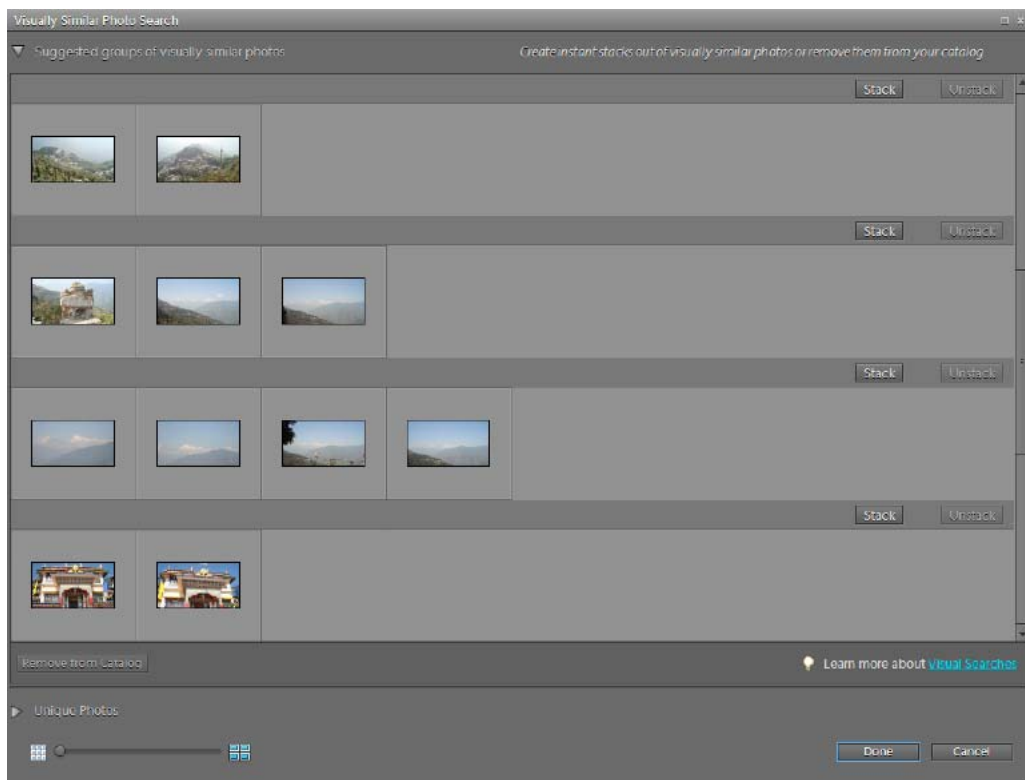 Visually Similar Photo Search
Suggested groups of visually similar photos Create instant stacks out of visually similar photos or remove them from your catalog
Stack Unstack
Stack Unstack
Stack Unstack
Stack Unstack
Remove from Catalog Learn more about Visual Searches
Unique Photos
Done Cancel